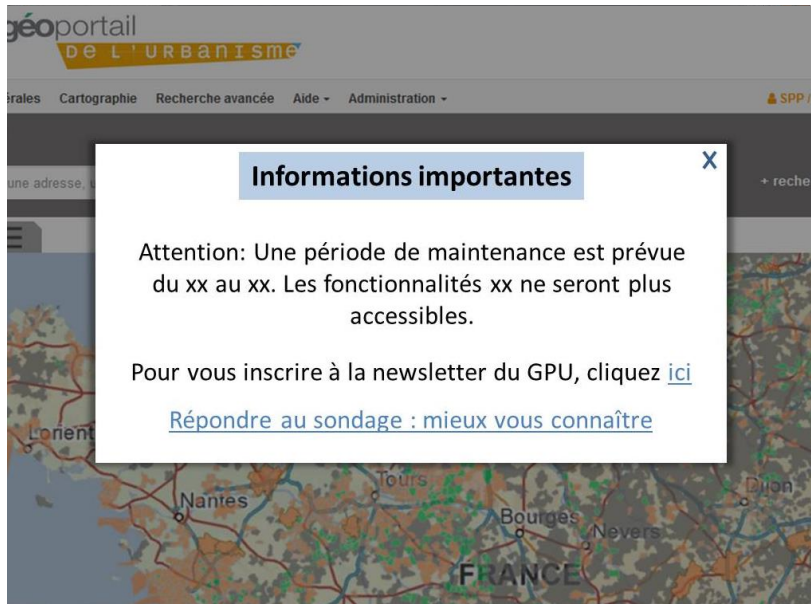 géoportail
DE L'URBANISME
érales Cartographie Recherche avancée Aide Administration SPP /
une adresse, u
+ reche
Informations importantes
X
Attention: Une période de maintenance est prévue
du xx au xx. Les fonctionnalités xx ne seront plus
accessibles.
Pour vous inscrire à la newsletter du GPU, cliquez ici
Répondre au sondage : mieux vous connaître
Lorient
Nantes
Tours
Bourges
Nevers
Dijon
FRANCE